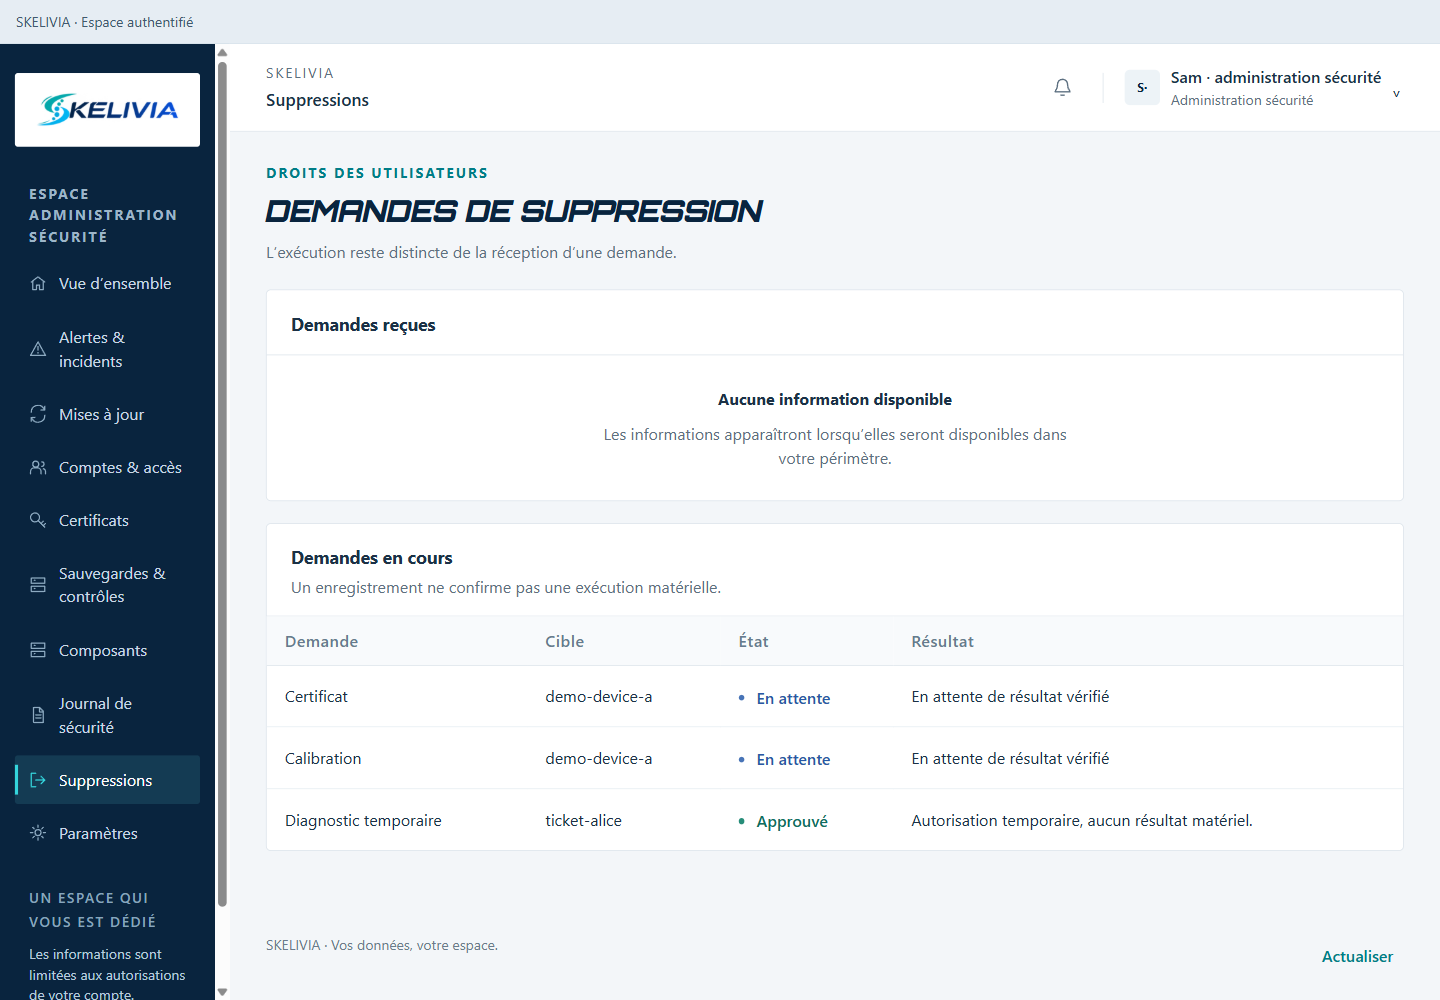 SKELIVIA · Espace authentifié
SKELIVIA
ESPACE
ADMINISTRATION
SÉCURITÉ
Vue d’ensemble
Alertes &
incidents
Mises à jour
Comptes & accès
Certificats
Sauvegardes &
contrôles
Composants
Journal de
sécurité
Suppressions
Paramètres
UN ESPACE QUI
VOUS EST DÉDIÉ
Les informations sont
limitées aux autorisations
de votre compte.
SKELIVIA
Suppressions
S·
Sam · administration sécurité
Administration sécurité
v
DROITS DES UTILISATEURS
DEMANDES DE SUPPRESSION
L’exécution reste distincte de la réception d’une demande.
Demandes reçues
Aucune information disponible
Les informations apparaîtront lorsqu’elles seront disponibles dans
votre périmètre.
Demandes en cours
Un enregistrement ne confirme pas une exécution matérielle.
Demande Cible État Résultat
Certificat demo-device-a En attente En attente de résultat vérifié
Calibration demo-device-a En attente En attente de résultat vérifié
Diagnostic temporaire ticket-alice Approuvé Autorisation temporaire, aucun résultat matériel.
SKELIVIA · Vos données, votre espace.
Actualiser